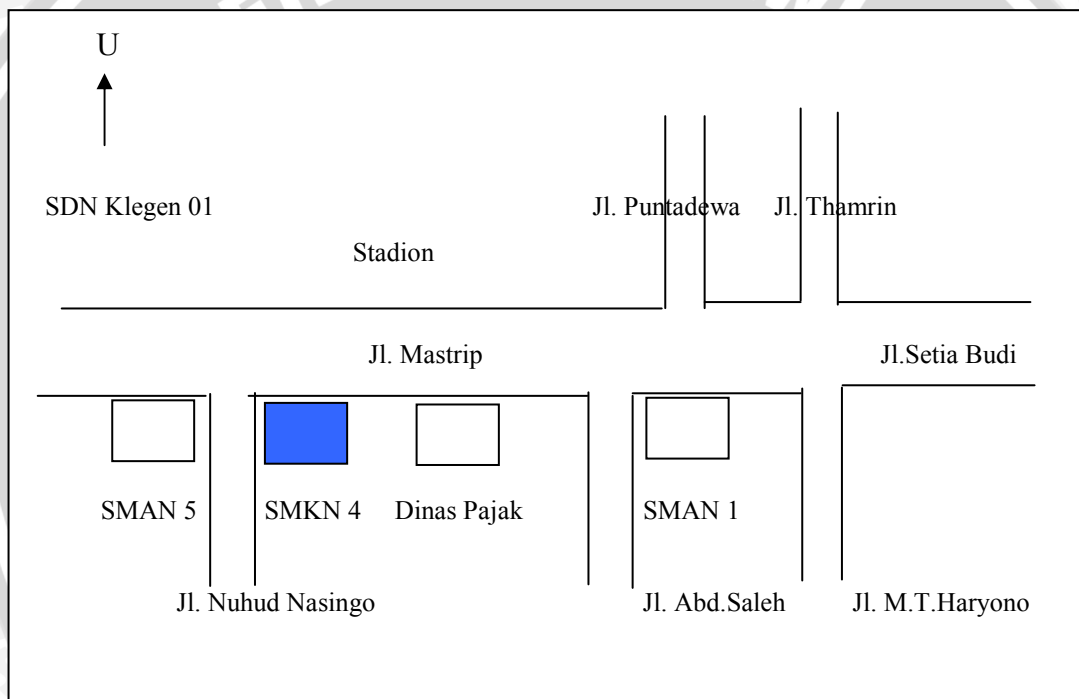 U
SDN Klegen 01
Jl. Puntadewa
Jl. Thamrin
Stadion
Jl. Mastrip
Jl.Setia Budi
SMAN 5
SMKN 4
Dinas Pajak
SMAN 1
Jl. Nuhud Nasingo
Jl. Abd.Saleh
Jl. M.T.Haryono